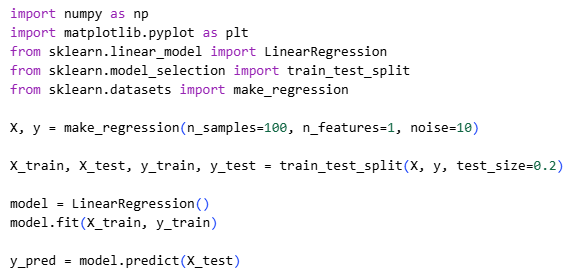 import numpy as np
import matplotlib.pyplot as plt
from sklearn.linear_model import LinearRegression
from sklearn.model_selection import train_test_split
from sklearn.datasets import make_regression
X, y = make_regression(n_samples=100, n_features=1, noise=10)
X_train, X_test, y_train, y_test = train_test_split(X, y, test_size=0.2)
model = LinearRegression()
model.fit(X_train, y_train)
y_pred = model.predict(X_test)